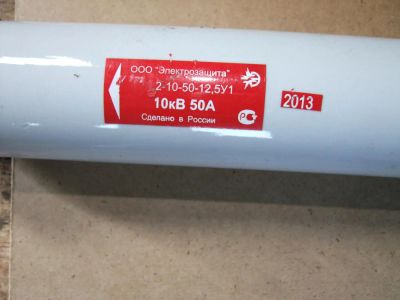 ООО "Электрозащита"
2-10-50-12,5У1
10кВ 50А
Сделано в России
2013